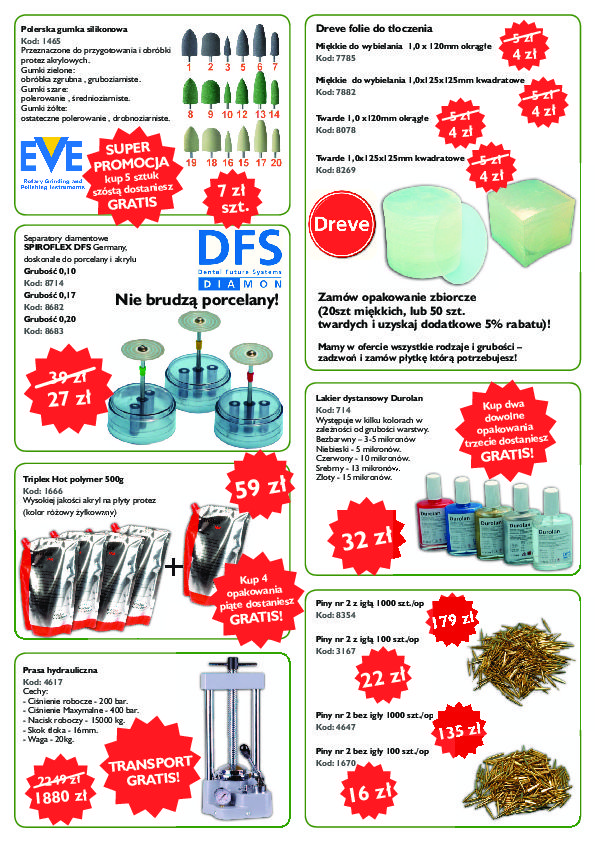 Polerska gumka silikonowa
Kod: 1465
Przeznaczone do przygotowania i obróbki
protez akrylowych.
Gumki zielone:
obróbka zgrubna , gruboziarniste.
Gumki szare:
polerowanie , średnioziarniste.
Gumki żółte:
ostateczne polerowanie , drobnoziarniste.
1 2 3 5 6 7
8 9 10 12 13 14
19 18 16 15 17 20
EVE
Rotary Grinding and
Polishing Instruments
SUPER
PROMOCJA
kup 5 sztuk
szóstą dostaniesz
GRATIS
7 zł
szt.
Separatory diamentowe
SPIROFLEX DFS Germany,
doskonałe do porcelany i akrylu
Grubość 0,10
Kod: 8714
Grubość 0,17
Kod: 8682
Grubość 0,20
Kod: 8683
DFS
Dental Future Systems
DIAMON
Nie brudzą porcelany!
39 zł
27 zł
Triplex Hot polymer 500g
Kod: 1666
Wysokiej jakości akryl na płyty protez
(kolor różowy żyłkowany)
59 zł
+
Kup 4
opakowania
piąte dostaniesz
GRATIS!
Prasa hydrauliczna
Kod: 4617
Cechy:
- Ciśnienie robocze - 200 bar.
- Ciśnienie Maxymalne - 400 bar.
- Nacisk roboczy - 15000 kg.
- Skok tłoka - 16mm.
- Waga - 20kg.
2249 zł
1880 zł
TRANSPORT
GRATIS!
Dreve folie do tłoczenia
Miękkie do wybielania 1,0 x 120mm okrągłe
Kod: 7785
5 zł
4 zł
Miękkie do wybielania 1,0x125x125mm kwadratowe
Kod: 7882
5 zł
4 zł
Twarde 1,0 x120mm okrągłe
Kod: 8078
5 zł
4 zł
Twarde 1,0x125x125mm kwadratowe
Kod: 8269
5 zł
4 zł
Dreve
Zamów opakowanie zbiorcze
(20szt miękkich, lub 50 szt.
twardych i uzyskaj dodatkowe 5% rabatu)!
Mamy w ofercie wszystkie rodzaje i grubości –
zadzwoń i zamów płytkę którą potrzebujesz!
Lakier dystansowy Durolan
Kod: 714
Występuje w kilku kolorach w
zależności od grubości warstwy.
Bezbarwny – 3-5 mikronów
Niebieski - 5 mikronów.
Czerwony - 10 mikronów.
Srebrny - 13 mikronów.
Złoty - 15 mikronów.
Kup dwa
dowolne
opakowania
trzecie dostaniesz
GRATIS!
32 zł
Durolan
Durolan
Durolan
Durolan
Durolan
DFS
Piny nr 2 z igłą 1000 szt./op
Kod: 8354
179 zł
Piny nr 2 z igłą 100 szt./op
Kod: 3167
22 zł
Piny nr 2 bez igły 1000 szt./op
Kod: 4647
135 zł
Piny nr 2 bez igły 100 szt./op
Kod: 1670
16 zł